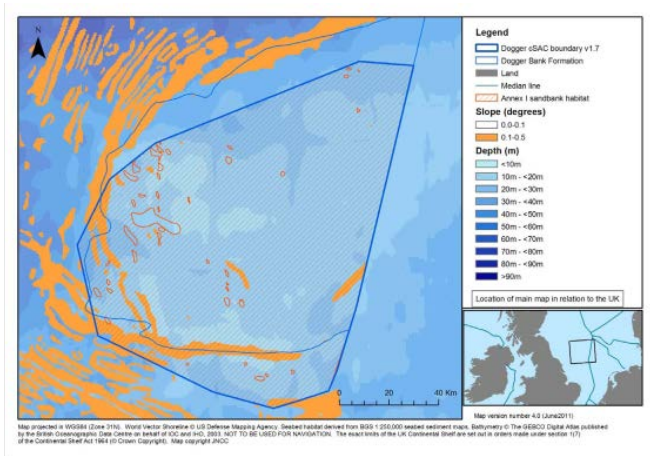 N
Legend
Dogger cSAC boundary v1.7
Dogger Bank Formation
Land
Median line
Annex I sandbank habitat
Slope (degrees)
0.0-0.1
0.1-0.5
Depth (m)
<10m
10m - <20m
20m - <30m
30m - <40m
40m - <50m
50m - <60m
60m - <70m
70m - <80m
80m - <90m
>90m
Location of main map in relation to the UK
0 20 40 Km
Map version number 4.0 (June2011)
Map projected in WGS84 (Zone 31N). World Vector Shoreline © US Defense Mapping Agency. Seabed habitat derived from BGS 1:250,000 seabed sediment maps. Bathymetry © The GEBCO Digital Atlas published
by the British Oceanographic Data Centre on behalf of IOC and IHO, 2003. NOT TO BE USED FOR NAVIGATION. The exact limits of the UK Continental Shelf are set out in orders made under section 1(7)
of the Continental Shelf Act 1964 (© Crown Copyright). Map copyright JNCC